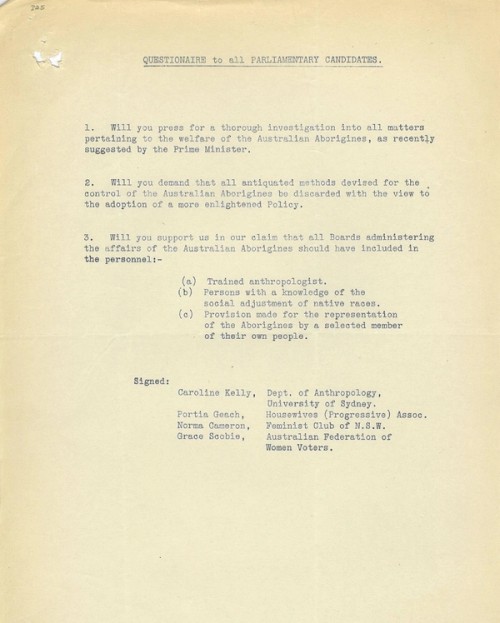 QUESTIONAIRE to all PARLIAMENTARY CANDIDATES.
1. Will you press for a thorough investigation into all matters
pertaining to the welfare of the Australian Aborigines, as recently
suggested by the Prime Minister.
2. Will you demand that all antiquated methods devised for the
control of the Australian Aborigines be discarded with the view to
the adoption of a more enlightened Policy.
3. Will you support us in our claim that all Boards administering
the affairs of the Australian Aborigines should have included in
the personnel:-
(a) Trained anthropologist.
(b) Persons with a knowledge of the
social adjustment of native races.
(c) Provision made for the representation
of the Aborigines by a selected member
of their own people.
Signed:
Caroline Kelly, Dept. of Anthropology,
University of Sydney.
Portia Geach, Housewives (Progressive) Assoc.
Norma Cameron, Feminist Club of N.S.W.
Grace Scobie, Australian Federation of
Women Voters.